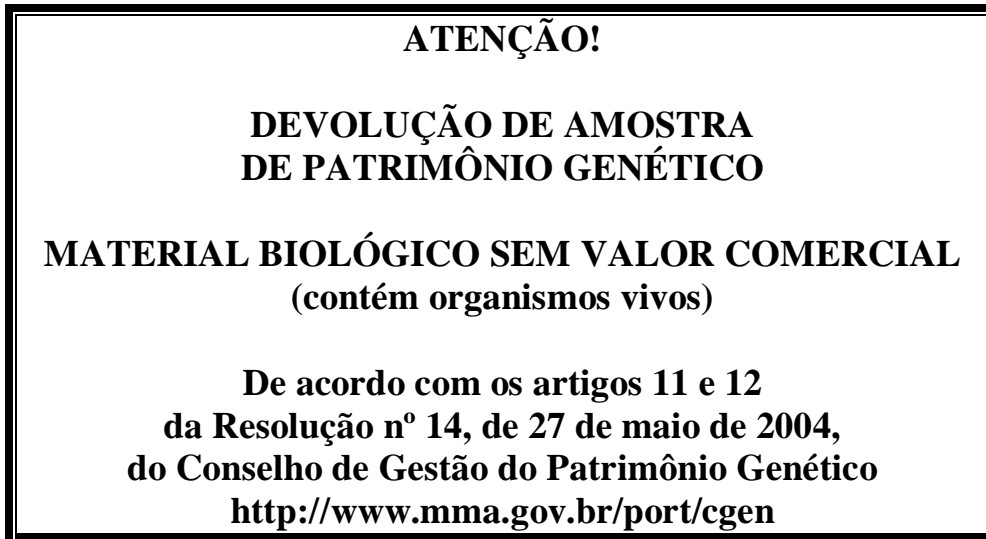 ATENÇÃO!
DEVOLUÇÃO DE AMOSTRA
DE PATRIMÔNIO GENÉTICO
MATERIAL BIOLÓGICO SEM VALOR COMERCIAL
(contém organismos vivos)
De acordo com os artigos 11 e 12
da Resolução nº 14, de 27 de maio de 2004,
do Conselho de Gestão do Patrimônio Genético
http://www.mma.gov.br/port/cgen